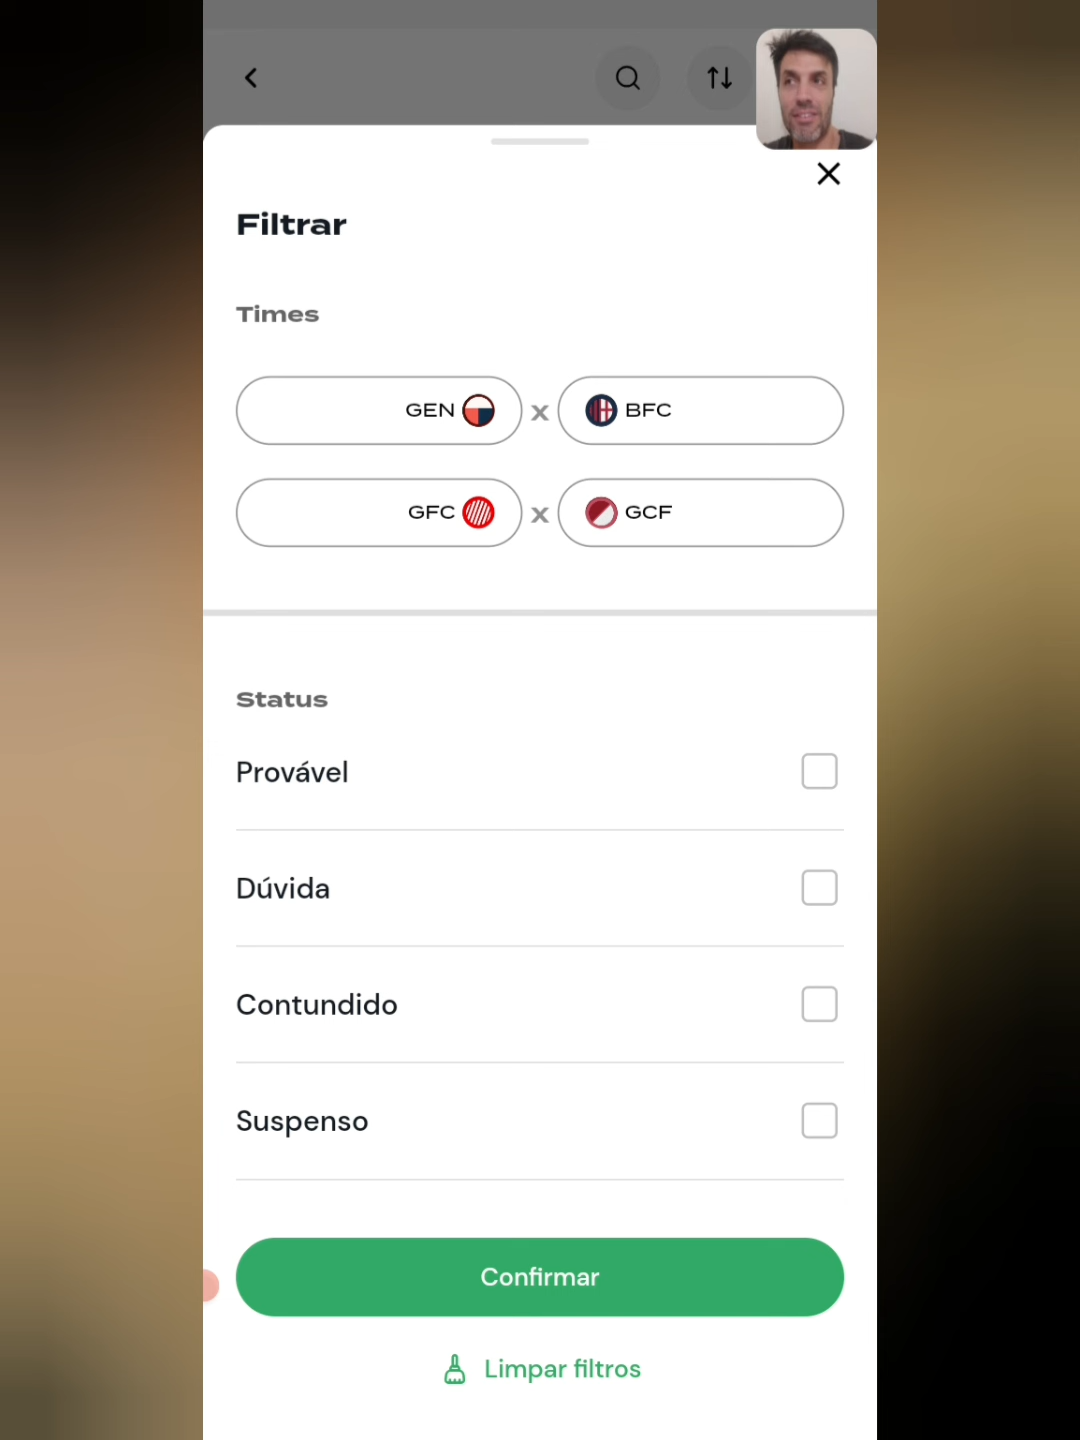 Filtrar
Times
GEN x BFC
GFC x GCF
Status
Provável
Dúvida
Contundido
Suspenso
Confirmar
Limpar filtros